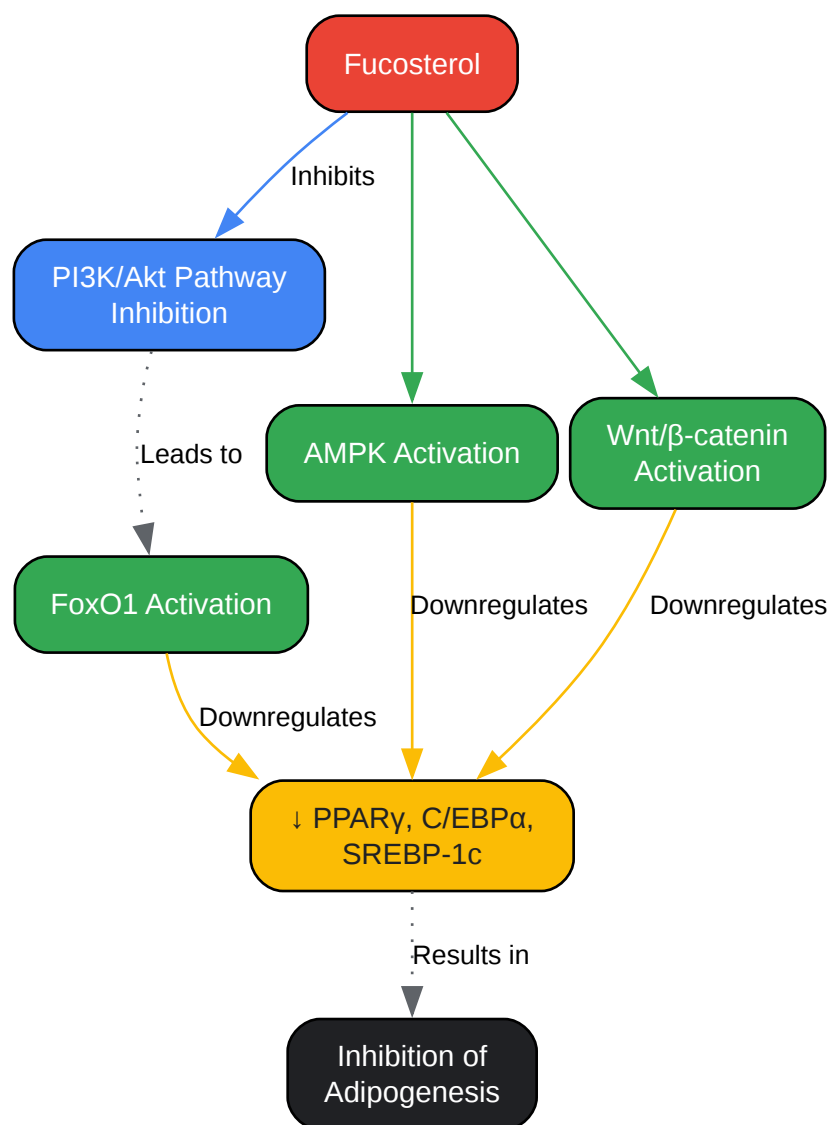 Fucosterol
Inhibits
PI3K/Akt Pathway
Inhibition
Leads to
AMPK Activation
Wnt/β-catenin
Activation
FoxO1 Activation
Downregulates
Downregulates
Downregulates
↓ PPARγ, C/EBPα,
SREBP-1c
Results in
Inhibition of
Adipogenesis